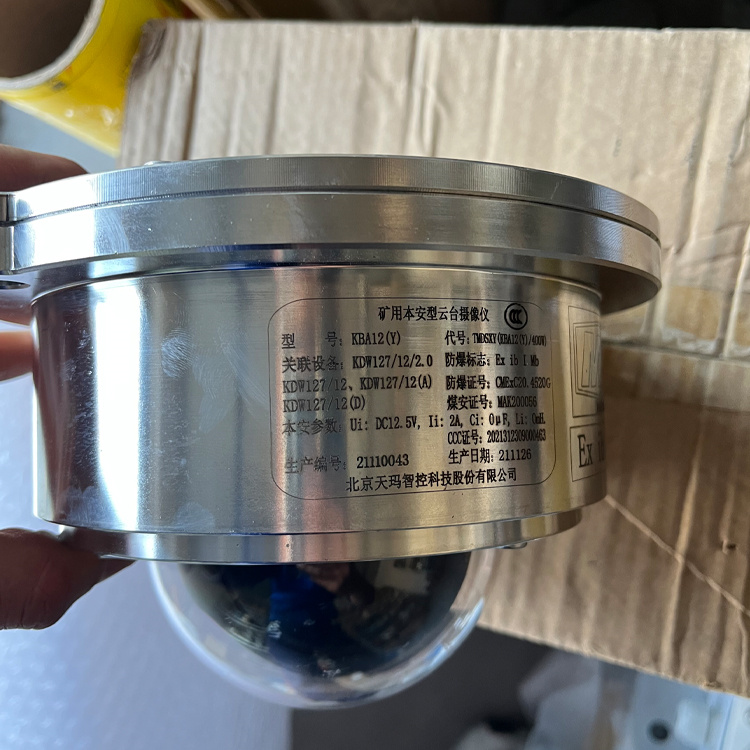 矿用本安型云台摄像仪 CCC
型 号: KBA12(Y) 代号: TMDSKY(KBA12(Y)/400W)
关联设备: KDW127/12/2.0 防爆标志: Ex ib I Mb
KDW127/12、KDW127/12(A) 防爆证号: CMExC20.4520G
KDW127/12(D) 煤安证号: MAK200056
本安参数: Ui: DC12.5V, Ii: 2A, Ci: 0μF, Li: 0mH.
CCC证号: 2021312309000463
生产编号: 21110043 生产日期: 211126
北京天玛智控科技股份有限公司
Ex